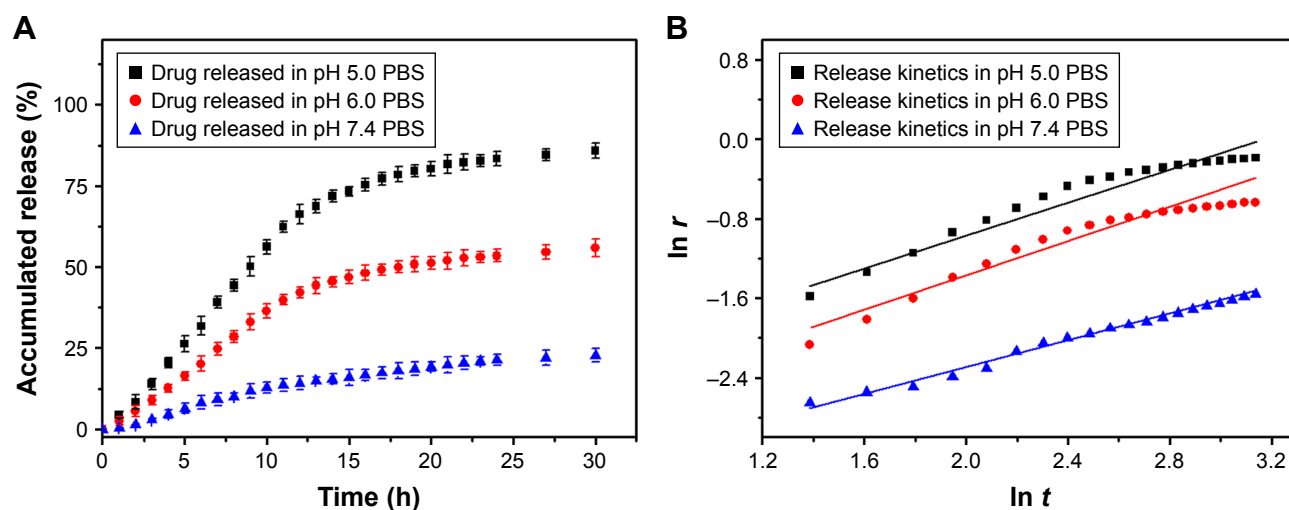 A
Accumulated release (%)
100
75
50
25
0
Drug released in pH 5.0 PBS
Drug released in pH 6.0 PBS
Drug released in pH 7.4 PBS
0 5 10 15 20 25 30
Time (h)
B
ln r
0.8
0.0
–0.8
–1.6
–2.4
Release kinetics in pH 5.0 PBS
Release kinetics in pH 6.0 PBS
Release kinetics in pH 7.4 PBS
1.2 1.6 2.0 2.4 2.8 3.2
ln t